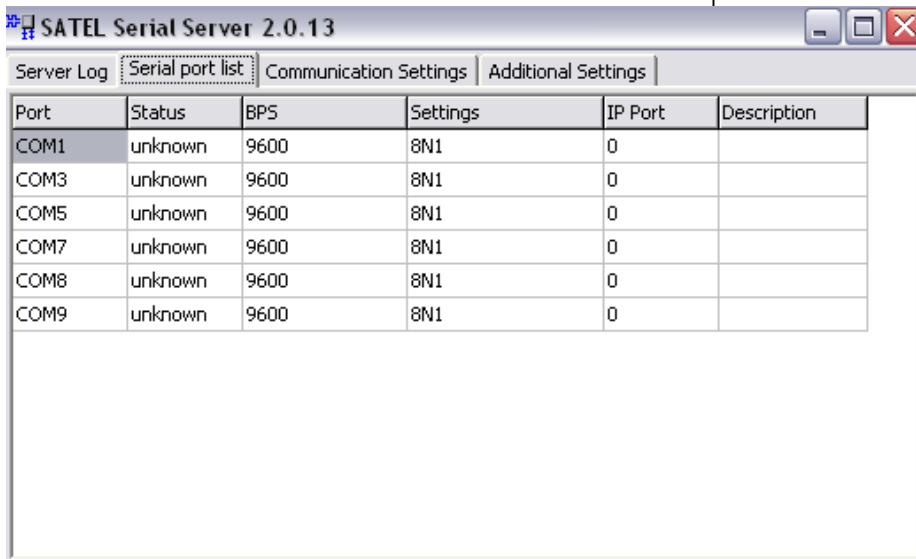 SATEL Serial Server 2.0.13
Server Log Serial port list Communication Settings Additional Settings
Port Status BPS Settings IP Port Description
COM1 unknown 9600 8N1 0
COM3 unknown 9600 8N1 0
COM5 unknown 9600 8N1 0
COM7 unknown 9600 8N1 0
COM8 unknown 9600 8N1 0
COM9 unknown 9600 8N1 0